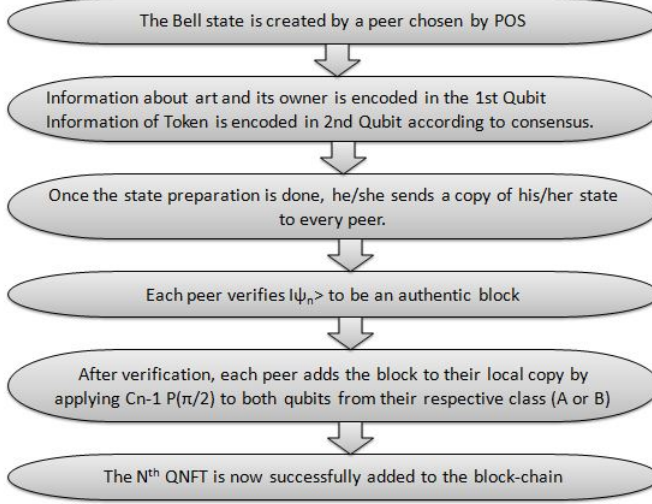 The Bell state is created by a peer chosen by POS
Information about art and its owner is encoded in the 1st Qubit
Information of Token is encoded in 2nd Qubit according to consensus.
Once the state preparation is done, he/she sends a copy of his/her state
to every peer.
Each peer verifies Iψn> to be an authentic block
After verification, each peer adds the block to their local copy by
applying Cn-1 P(π/2) to both qubits from their respective class (A or B)
The Nth QNFT is now successfully added to the block-chain